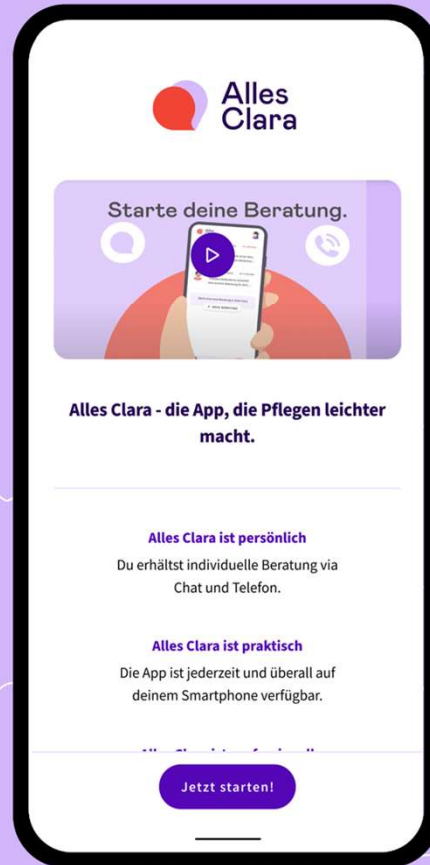 Alles
Clara
Starte deine Beratung.
Alles Clara - die App, die Pflegen leichter
macht.
Alles Clara ist persönlich
Du erhältst individuelle Beratung via
Chat und Telefon.
Alles Clara ist praktisch
Die App ist jederzeit und überall auf
deinem Smartphone verfügbar.
Jetzt starten!